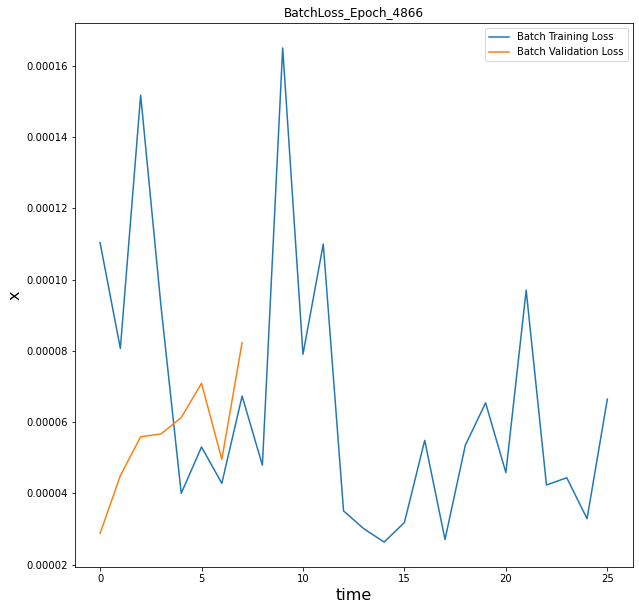 BatchLoss_Epoch_4866
Batch Training Loss
Batch Validation Loss
0.00016
0.00014
0.00012
0.00010
0.00008
0.00006
0.00004
0.00002
x
0 5 10 15 20 25
time